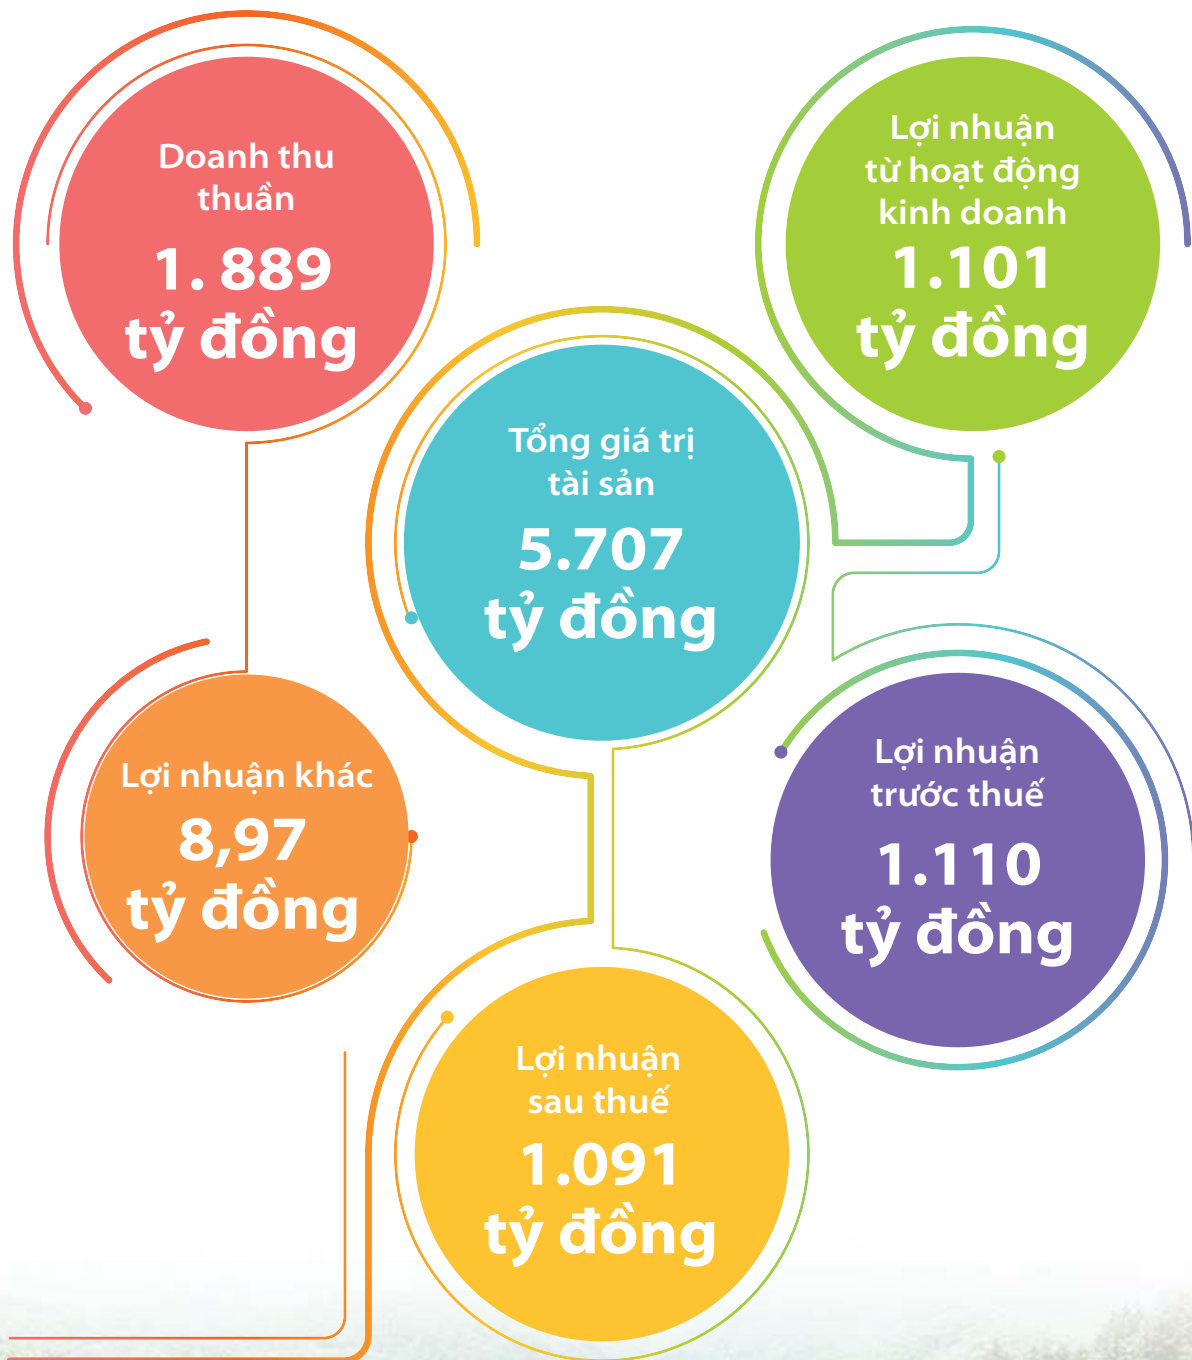 Doanh thu
thuần
1. 889
tỷ đồng
Lợi nhuận
từ hoạt động
kinh doanh
1.101
tỷ đồng
Tổng giá trị
tài sản
5.707
tỷ đồng
Lợi nhuận khác
8,97
tỷ đồng
Lợi nhuận
trước thuế
1.110
tỷ đồng
Lợi nhuận
sau thuế
1.091
tỷ đồng